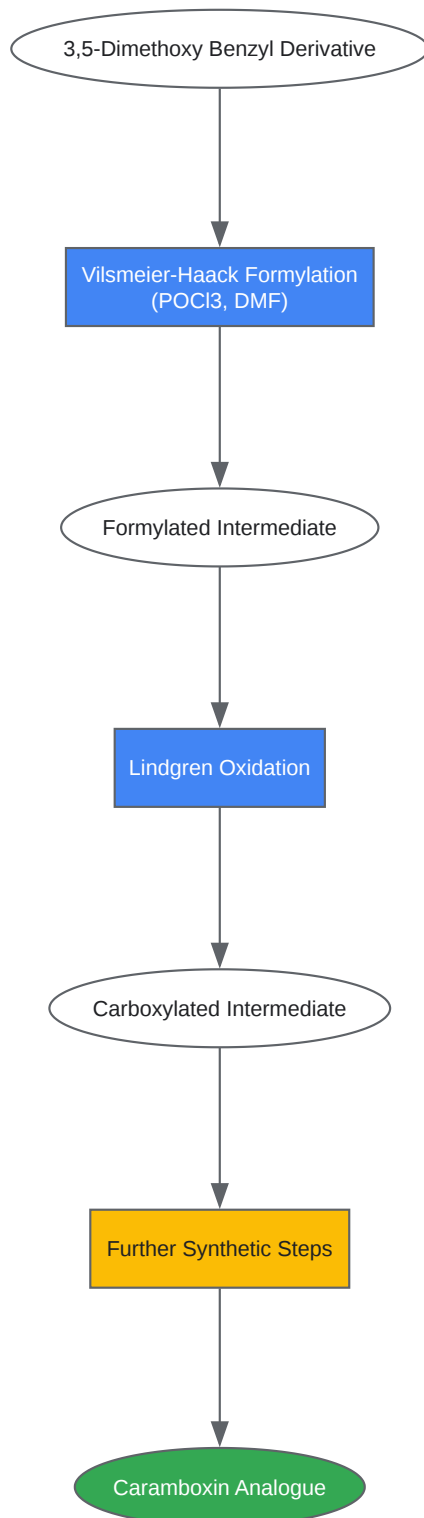 3,5-Dimethoxy Benzyl Derivative
Vilsmeier-Haack Formylation
(POCl3, DMF)
Formylated Intermediate
Lindgren Oxidation
Carboxylated Intermediate
Further Synthetic Steps
Caramboxin Analogue